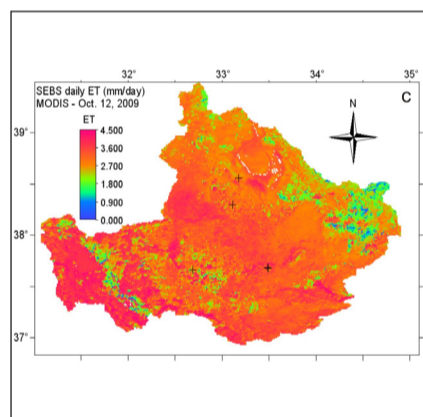 32° 33° 34° 35°
SEBS daily ET (mm/day)
MODIS - Oct. 12, 2009
C
ET
4.500
3.600
2.700
1.800
0.900
0.000
N
39°
38°
37°